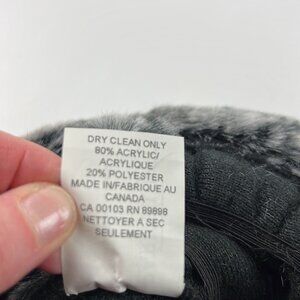 DRY CLEAN ONLY
80% ACRYLIC/
ACRYLIQUE
20% POLYESTER
MADE IN/FABRIQUE AU
CANADA
CA 00103 RN 89898
NETTOYER A SEC
SEULEMENT